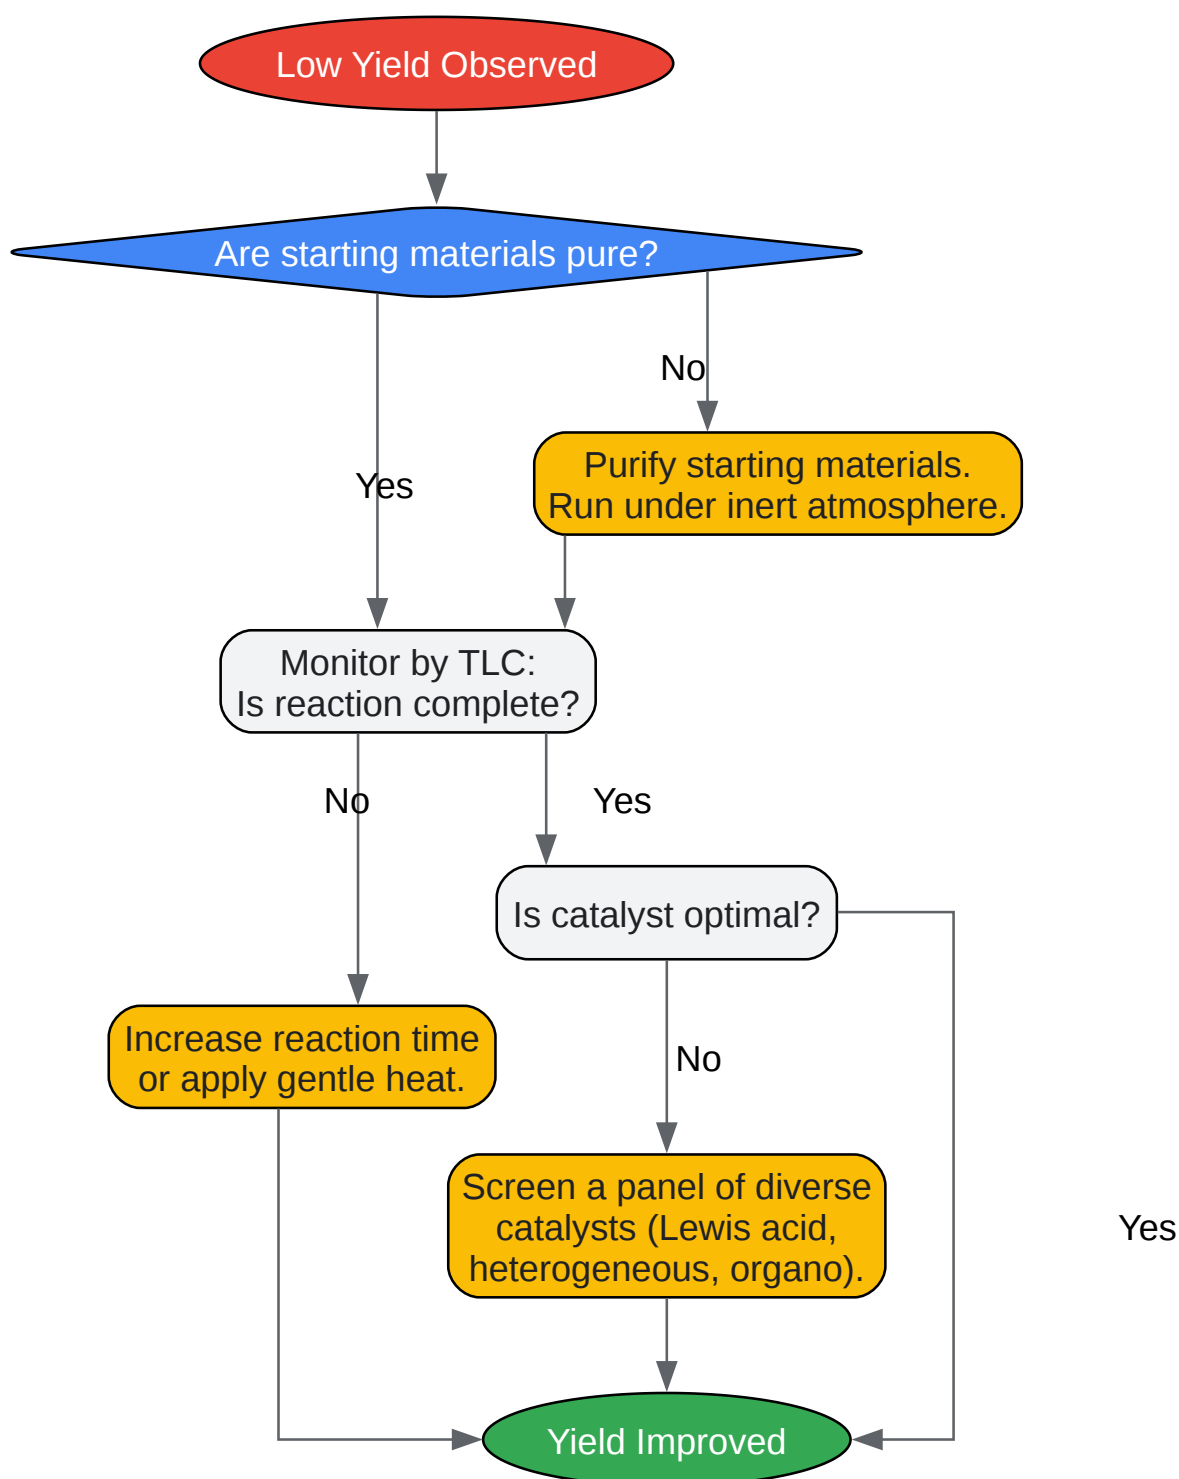 Low Yield Observed
Are starting materials pure?
No
Purify starting materials.
Run under inert atmosphere.
Yes
Monitor by TLC:
Is reaction complete?
No
Yes
Is catalyst optimal?
Increase reaction time
or apply gentle heat.
No
Screen a panel of diverse
catalysts (Lewis acid,
heterogeneous, organo).
Yes
Yield Improved